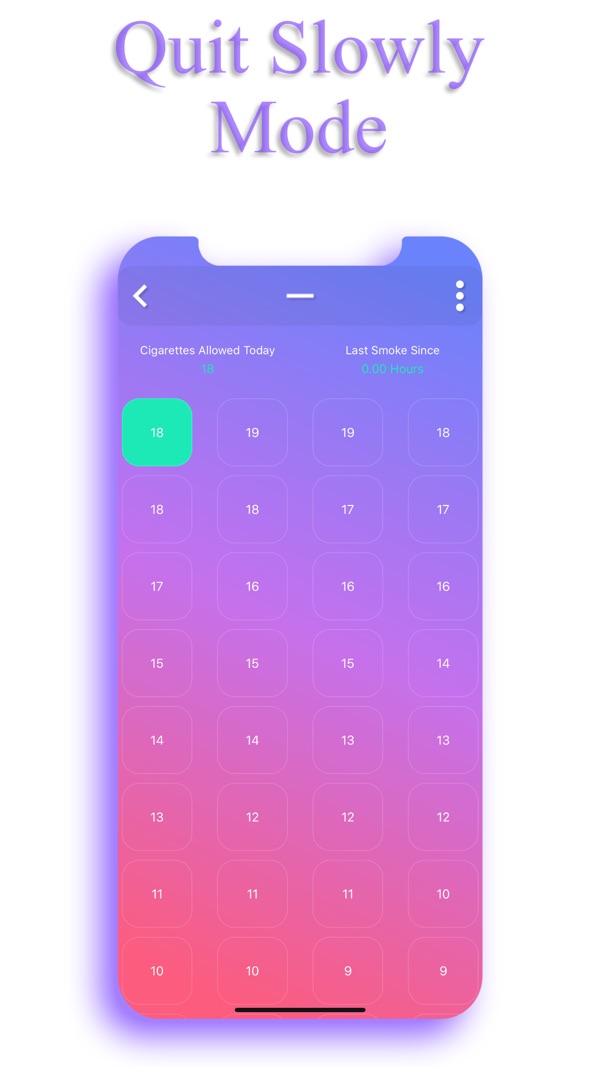 Quit Slowly
Mode
Cigarettes Allowed Today
18
Last Smoke Since
0.00 Hours
18 19 19 18
18 18 17 17
17 16 16 16
15 15 15 14
14 14 13 13
13 12 12 12
11 11 11 10
10 10 9 9